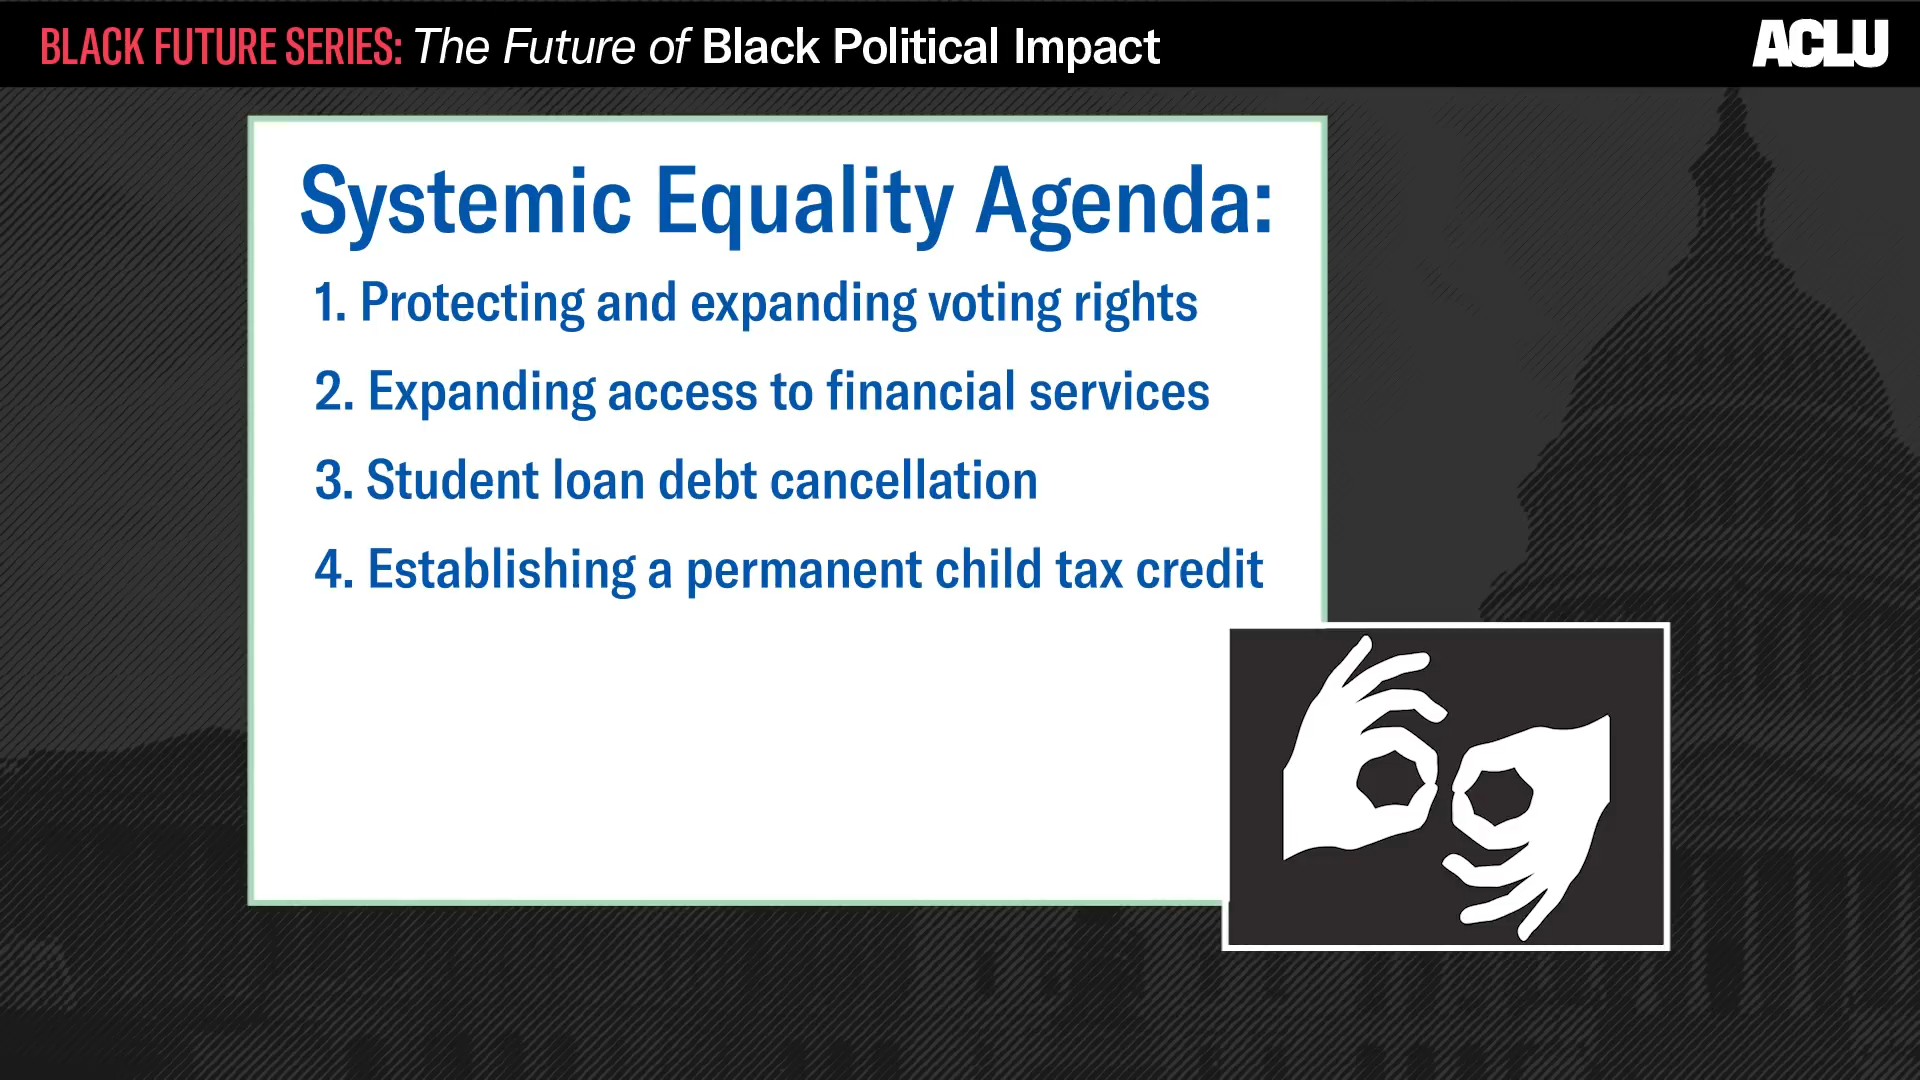 BLACK FUTURE SERIES: The Future of Black Political Impact
ACLU
Systemic Equality Agenda:
1. Protecting and expanding voting rights
2. Expanding access to financial services
3. Student loan debt cancellation
4. Establishing a permanent child tax credit